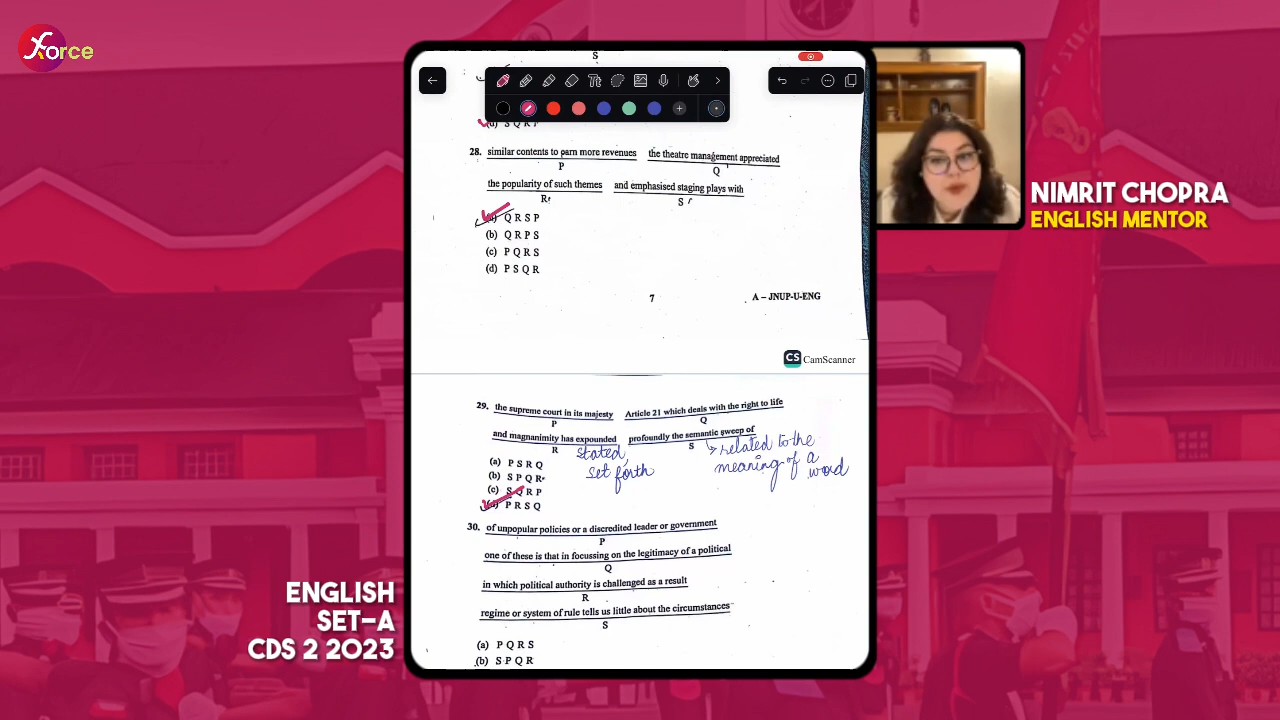 xforce
S
(d) S Q R P
28. similar contents to earn more revenues the theatre management appreciated
P Q
the popularity of such themes and emphasised staging plays with
R S
(a) Q R S P
(b) Q R P S
(c) P Q R S
(d) P S Q R
7 A – JNUP-U-ENG
CS CamScanner
29. the supreme court in its majesty Article 21 which deals with the right to life
P Q
and magnanimity has expounded profoundly the semantic sweep of
R S
stated, set forth
related to the meaning of a word
(a) P S R Q
(b) S P Q R
(c) S Q R P
(d) P R S Q
30. of unpopular policies or a discredited leader or government
P
one of these is that in focussing on the legitimacy of a political
Q
in which political authority is challenged as a result
R
regime or system of rule tells us little about the circumstances
S
(a) P Q R S
(b) S P Q R
NIMRIT CHOPRA
ENGLISH MENTOR
ENGLISH
SET-A
CDS 2 2023